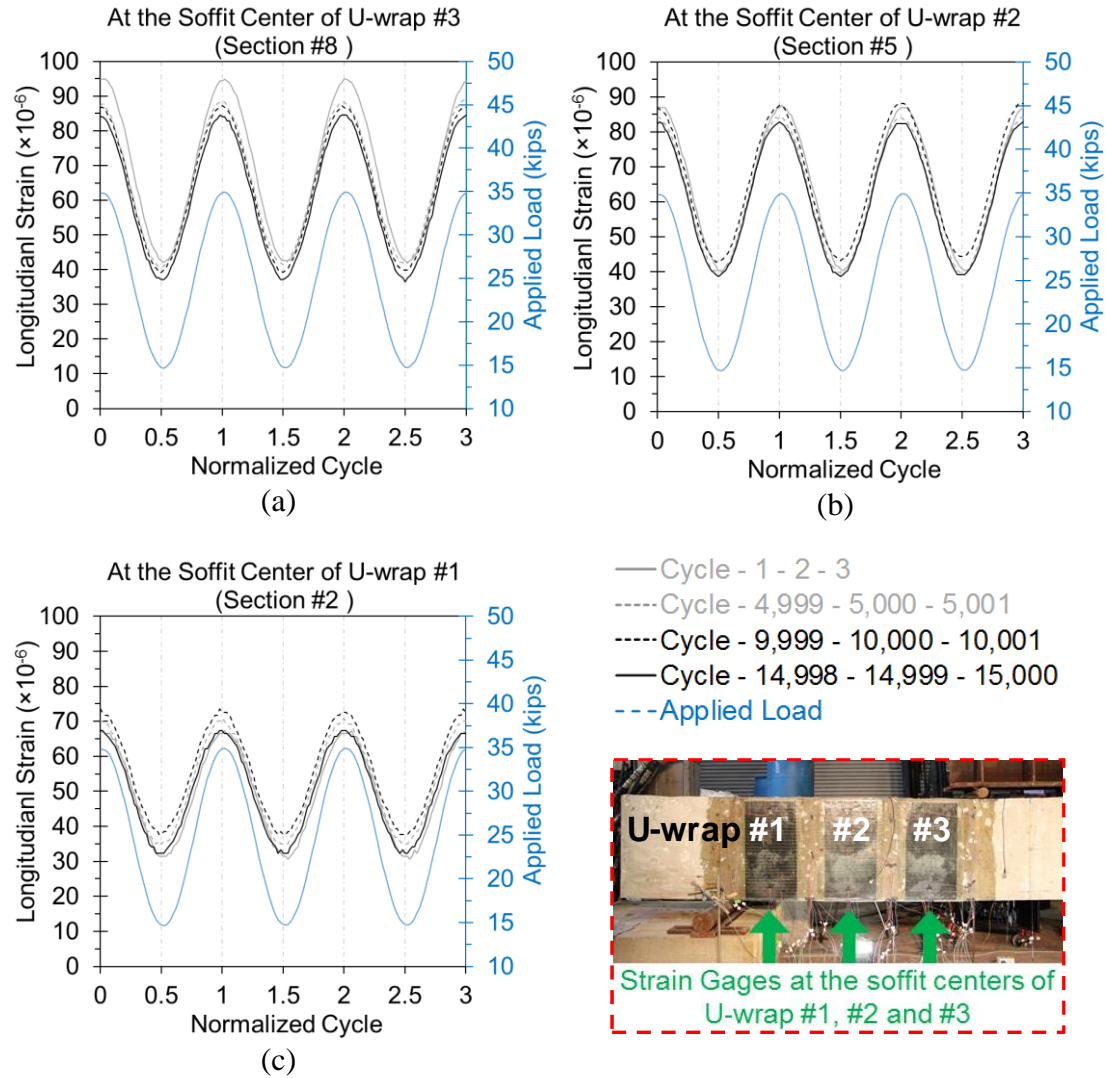 At the Soffit Center of U-wrap #3
(Section #8 )
Longitudianl Strain (×10-6)
100
90
80
70
60
50
40
30
20
10
0
50
45
40
35
30
25
20
15
10
Applied Load (kips)
0 0.5 1 1.5 2 2.5 3
Normalized Cycle
(a)
At the Soffit Center of U-wrap #2
(Section #5 )
Longitudianl Strain (×10-6)
100
90
80
70
60
50
40
30
20
10
0
50
45
40
35
30
25
20
15
10
Applied Load (kips)
0 0.5 1 1.5 2 2.5 3
Normalized Cycle
(b)
At the Soffit Center of U-wrap #1
(Section #2 )
Longitudianl Strain (×10-6)
100
90
80
70
60
50
40
30
20
10
0
50
45
40
35
30
25
20
15
10
Applied Load (kips)
0 0.5 1 1.5 2 2.5 3
Normalized Cycle
(c)
Cycle - 1 - 2 - 3
Cycle - 4,999 - 5,000 - 5,001
Cycle - 9,999 - 10,000 - 10,001
Cycle - 14,998 - 14,999 - 15,000
Applied Load
U-wrap #1 #2 #3
Strain Gages at the soffit centers of
U-wrap #1, #2 and #3